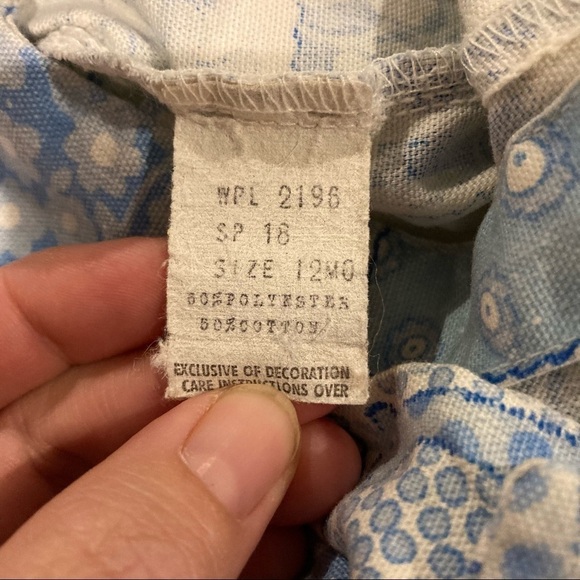 WPL 2196
SP 18
SIZE 12MO
50%POLYESTER
50%COTTON/
EXCLUSIVE OF DECORATION
CARE INSTRUCTIONS OVER